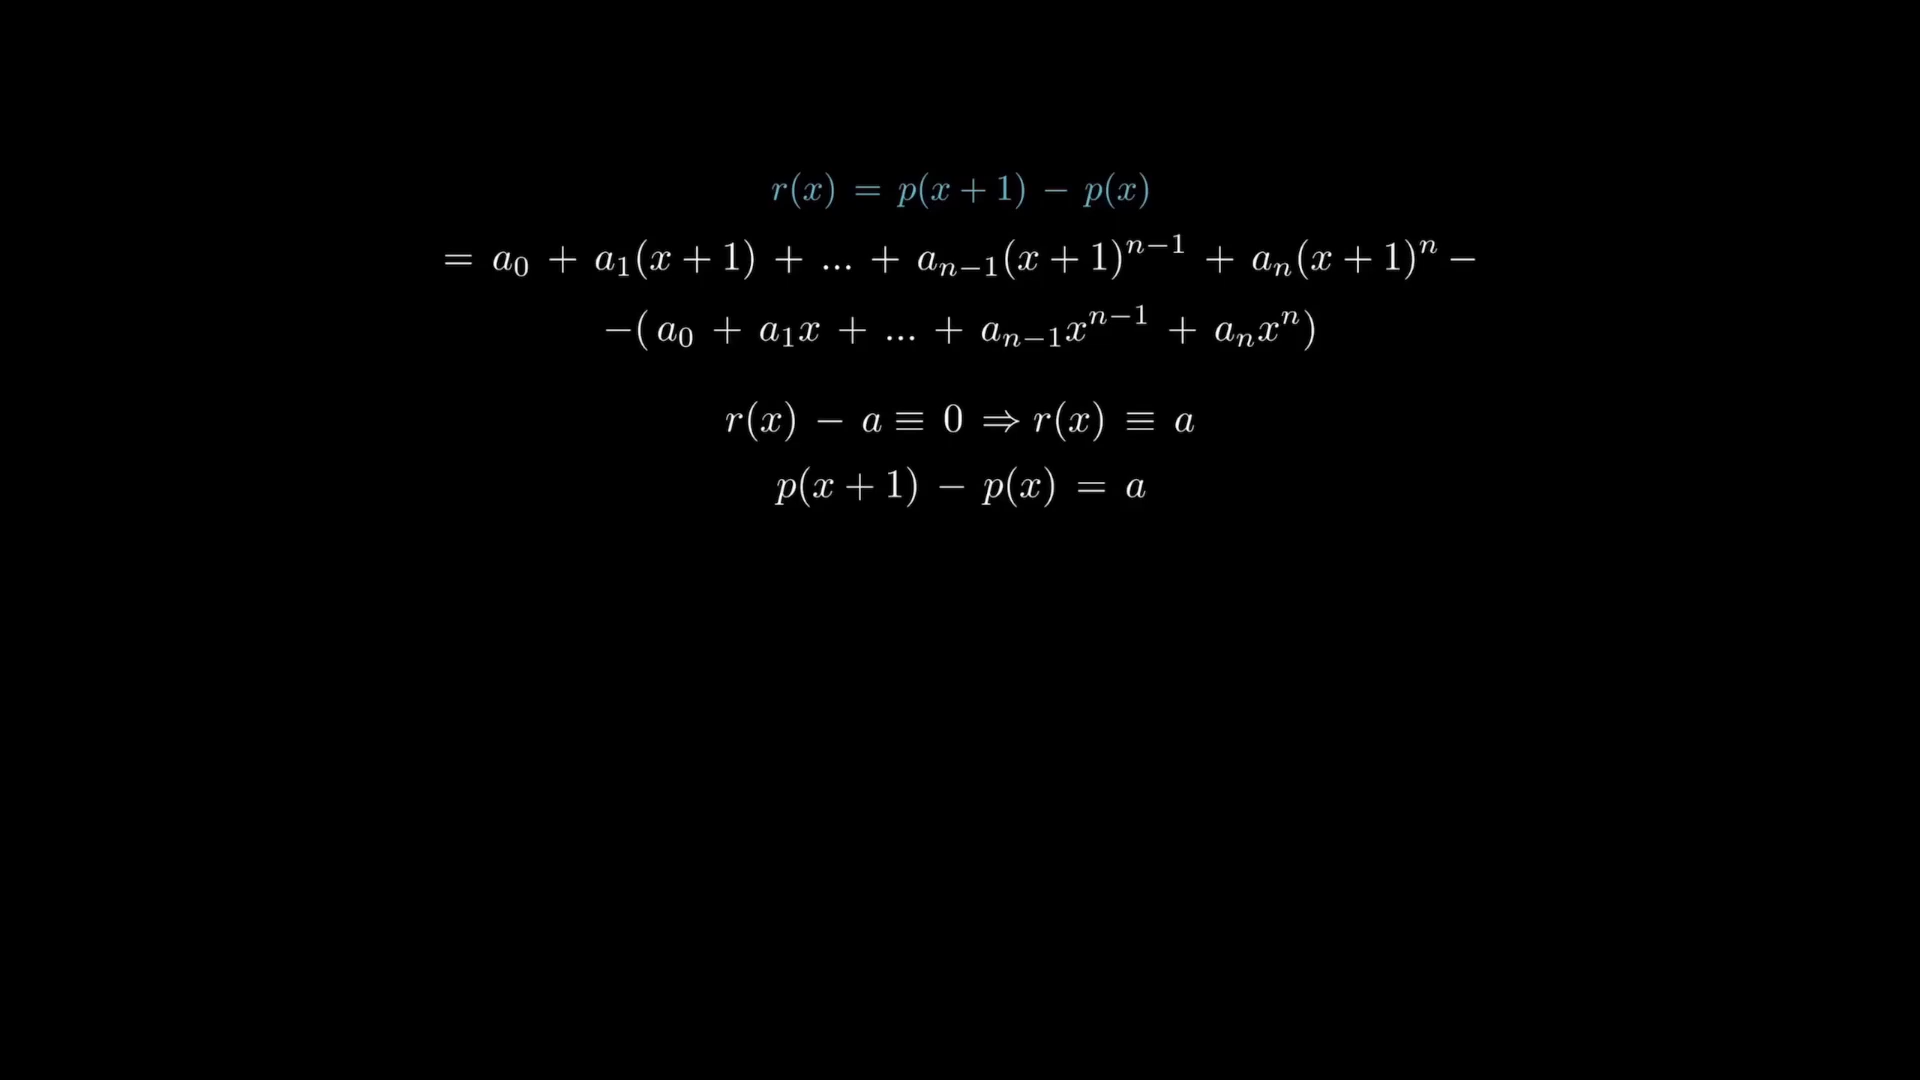 r(x) = p(x + 1) − p(x)
= a₀ + a₁(x + 1) + ... + aₙ₋₁(x + 1)ⁿ⁻¹ + aₙ(x + 1)ⁿ −
−( a₀ + a₁x + ... + aₙ₋₁xⁿ⁻¹ + aₙxⁿ)
r(x) − a ≡ 0 ⇒ r(x) ≡ a
p(x + 1) − p(x) = a